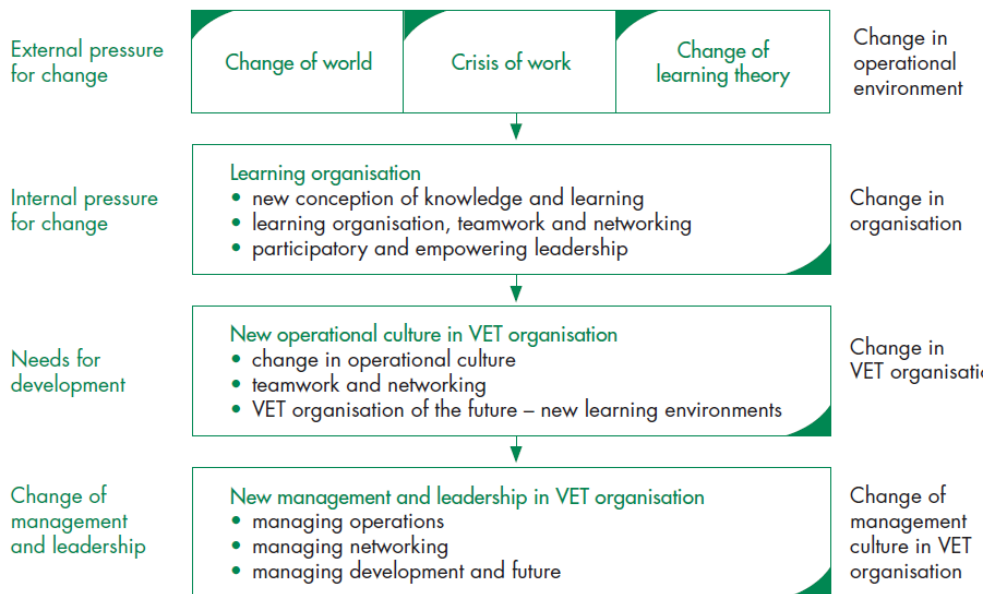 External pressure
for change
Change of world
Crisis of work
Change of
learning theory
Change in
operational
environment
Internal pressure
for change
Learning organisation
• new conception of knowledge and learning
• learning organisation, teamwork and networking
• participatory and empowering leadership
Change in
organisation
Needs for
development
New operational culture in VET organisation
• change in operational culture
• teamwork and networking
• VET organisation of the future – new learning environments
Change in
VET organisati
Change of
management
and leadership
New management and leadership in VET organisation
• managing operations
• managing networking
• managing development and future
Change of
management
culture in VET
organisation